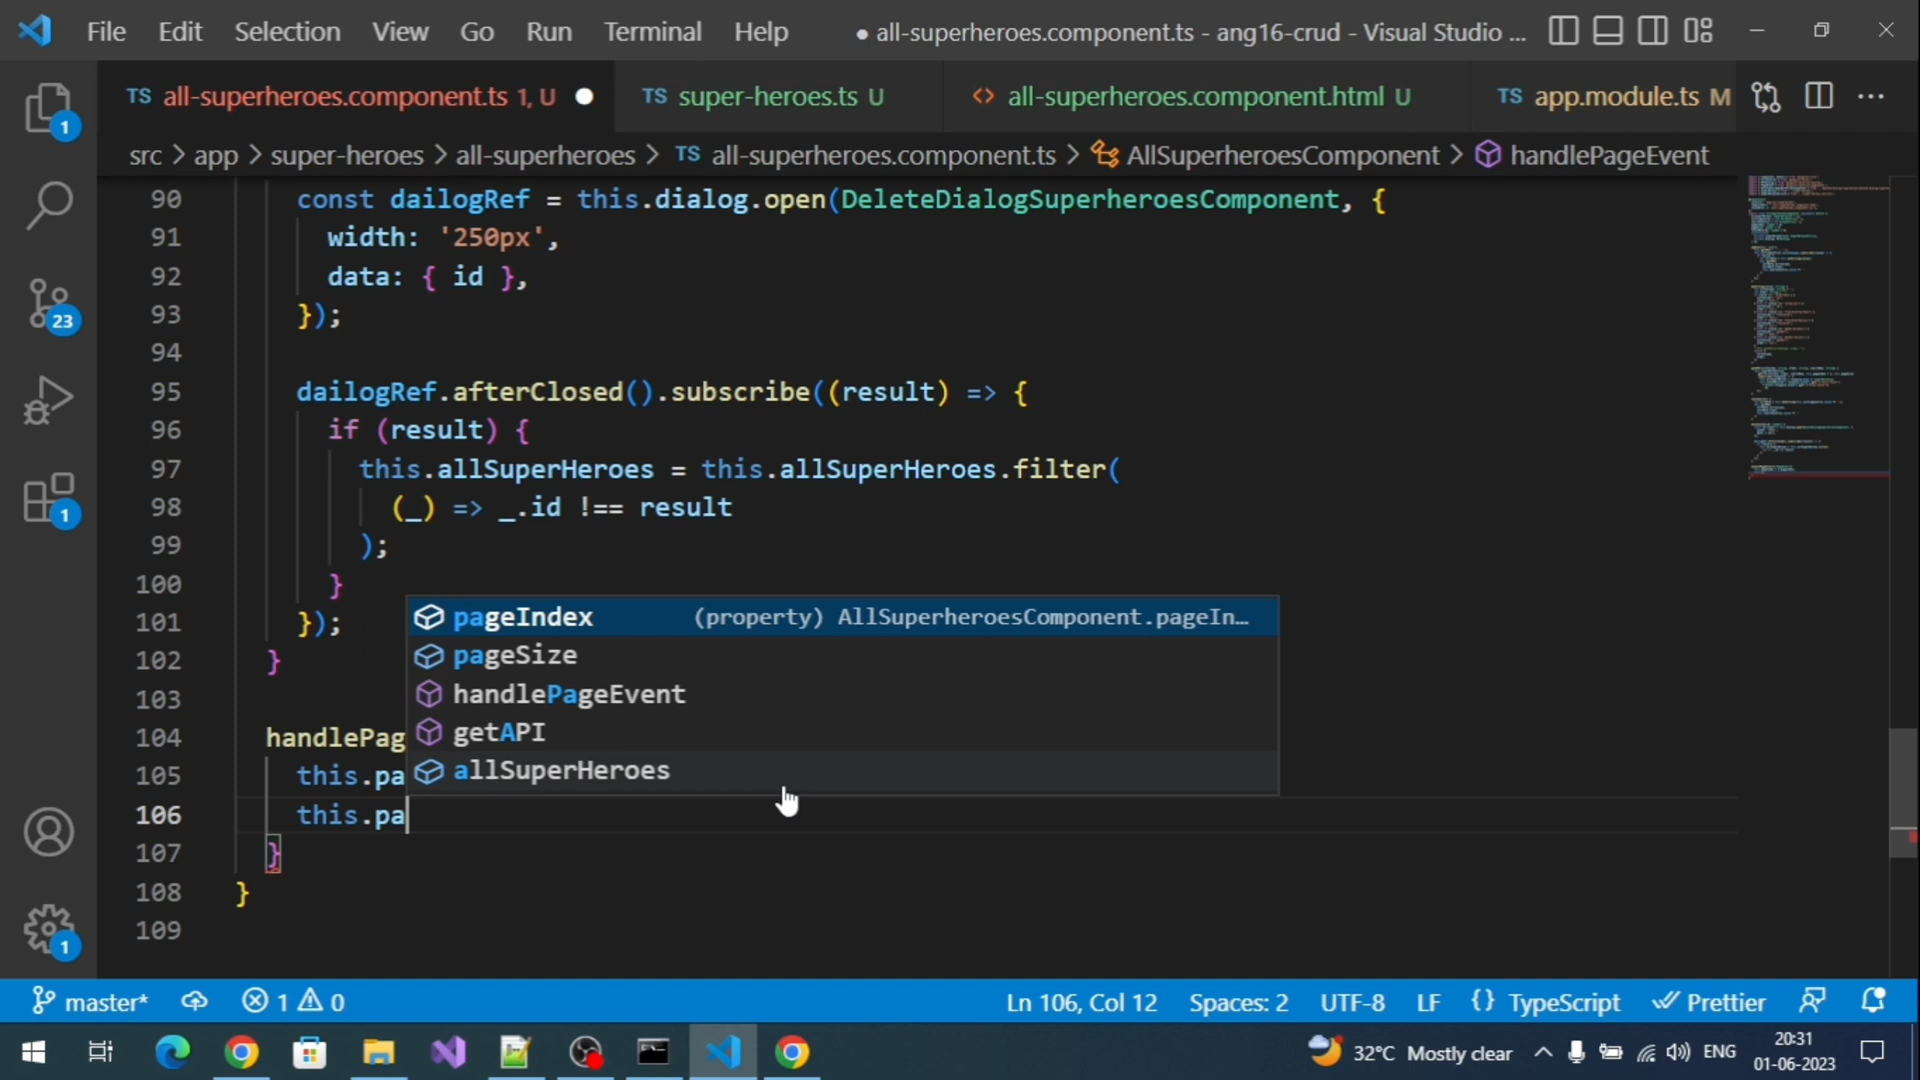 File Edit Selection View Go Run Terminal Help ● all-superheroes.component.ts - ang16-crud - Visual Studio ...
TS all-superheroes.component.ts 1, U ● TS super-heroes.ts U <> all-superheroes.component.html U TS app.module.ts M ...
src > app > super-heroes > all-superheroes > TS all-superheroes.component.ts > AllSuperheroesComponent > handlePageEvent
90 const dailogRef = this.dialog.open(DeleteDialogSuperheroesComponent, {
91 width: '250px',
92 data: { id },
93 });
94
95 dailogRef.afterClosed().subscribe((result) => {
96 if (result) {
97 this.allSuperHeroes = this.allSuperHeroes.filter(
98 (_) => _.id !== result
99 );
100 }
101 });
102 }
103
104 handlePag
105 this.pa
106 this.pa
107 }
108 }
109
pageIndex (property) AllSuperheroesComponent.pageIn...
pageSize
handlePageEvent
getAPI
allSuperHeroes
1
23
1
1
master* 1 0 Ln 106, Col 12 Spaces: 2 UTF-8 LF {} TypeScript Prettier
32°C Mostly clear ENG 20:31
01-06-2023